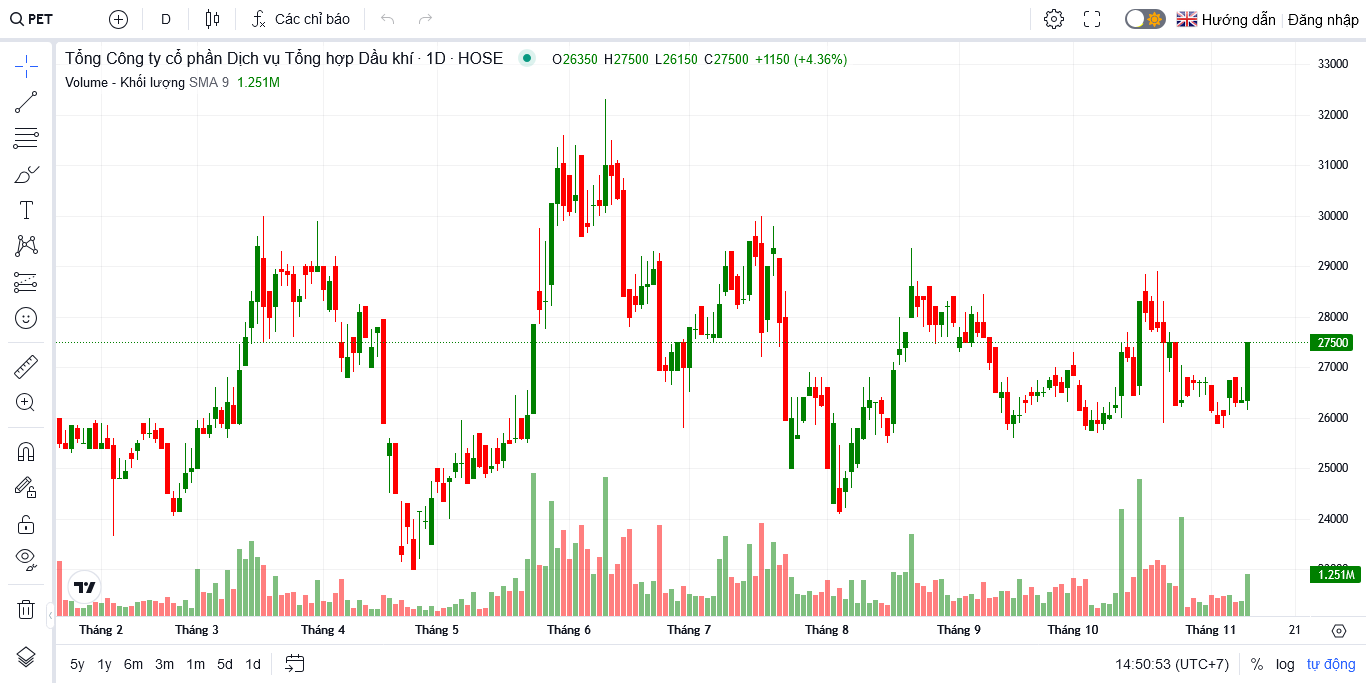 PET D Các chỉ báo Hướng dẫn Đăng nhập
Tổng Công ty cổ phần Dịch vụ Tổng hợp Dầu khí · 1D · HOSE O26350 H27500 L26150 C27500 +1150 (+4.36%)
Volume - Khối lượng SMA 9 1.251M
33000
32000
31000
30000
29000
28000
27500
27000
26000
25000
24000
1.251M
Tháng 2 Tháng 3 Tháng 4 Tháng 5 Tháng 6 Tháng 7 Tháng 8 Tháng 9 Tháng 10 Tháng 11 21
5y 1y 6m 3m 1m 5d 1d 14:50:53 (UTC+7) % log tự động